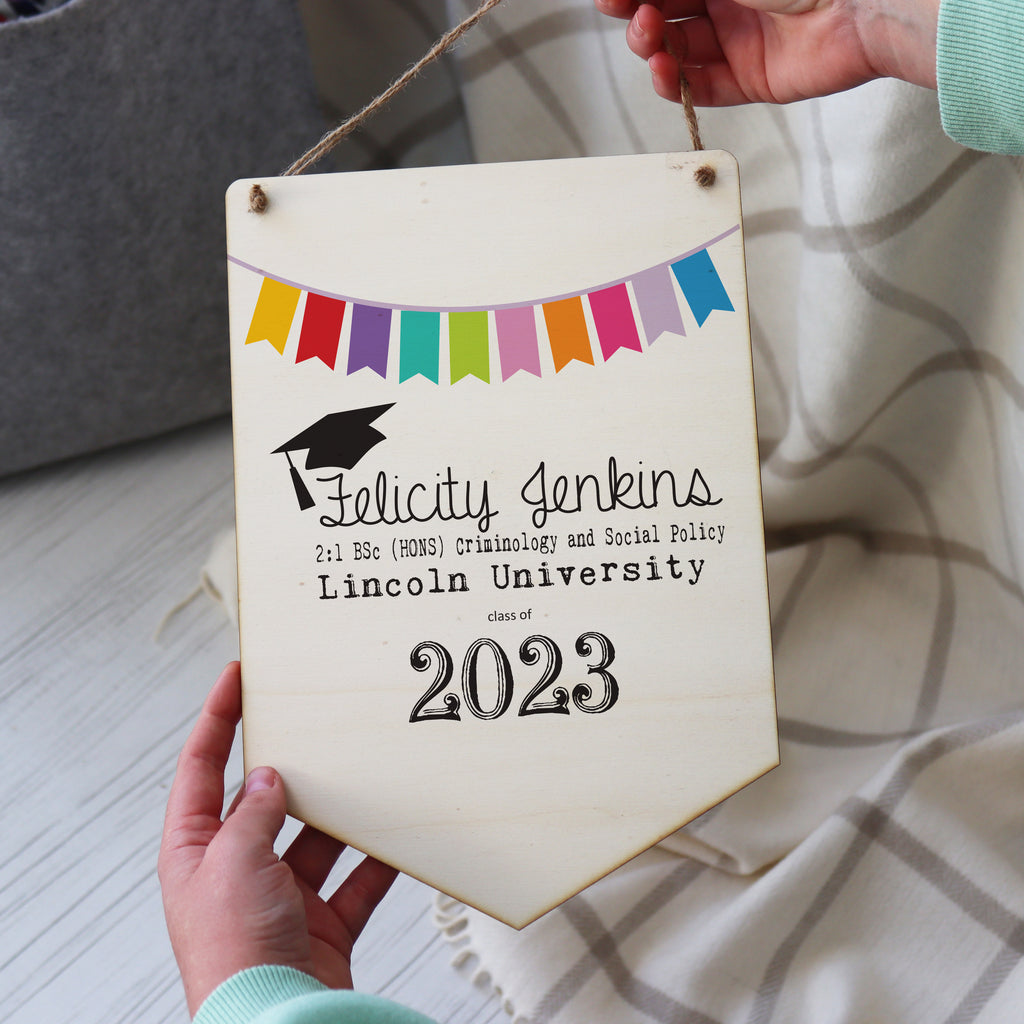 Felicity Jenkins
2:1 BSc (HONS) Criminology and Social Policy
Lincoln University
class of
2023